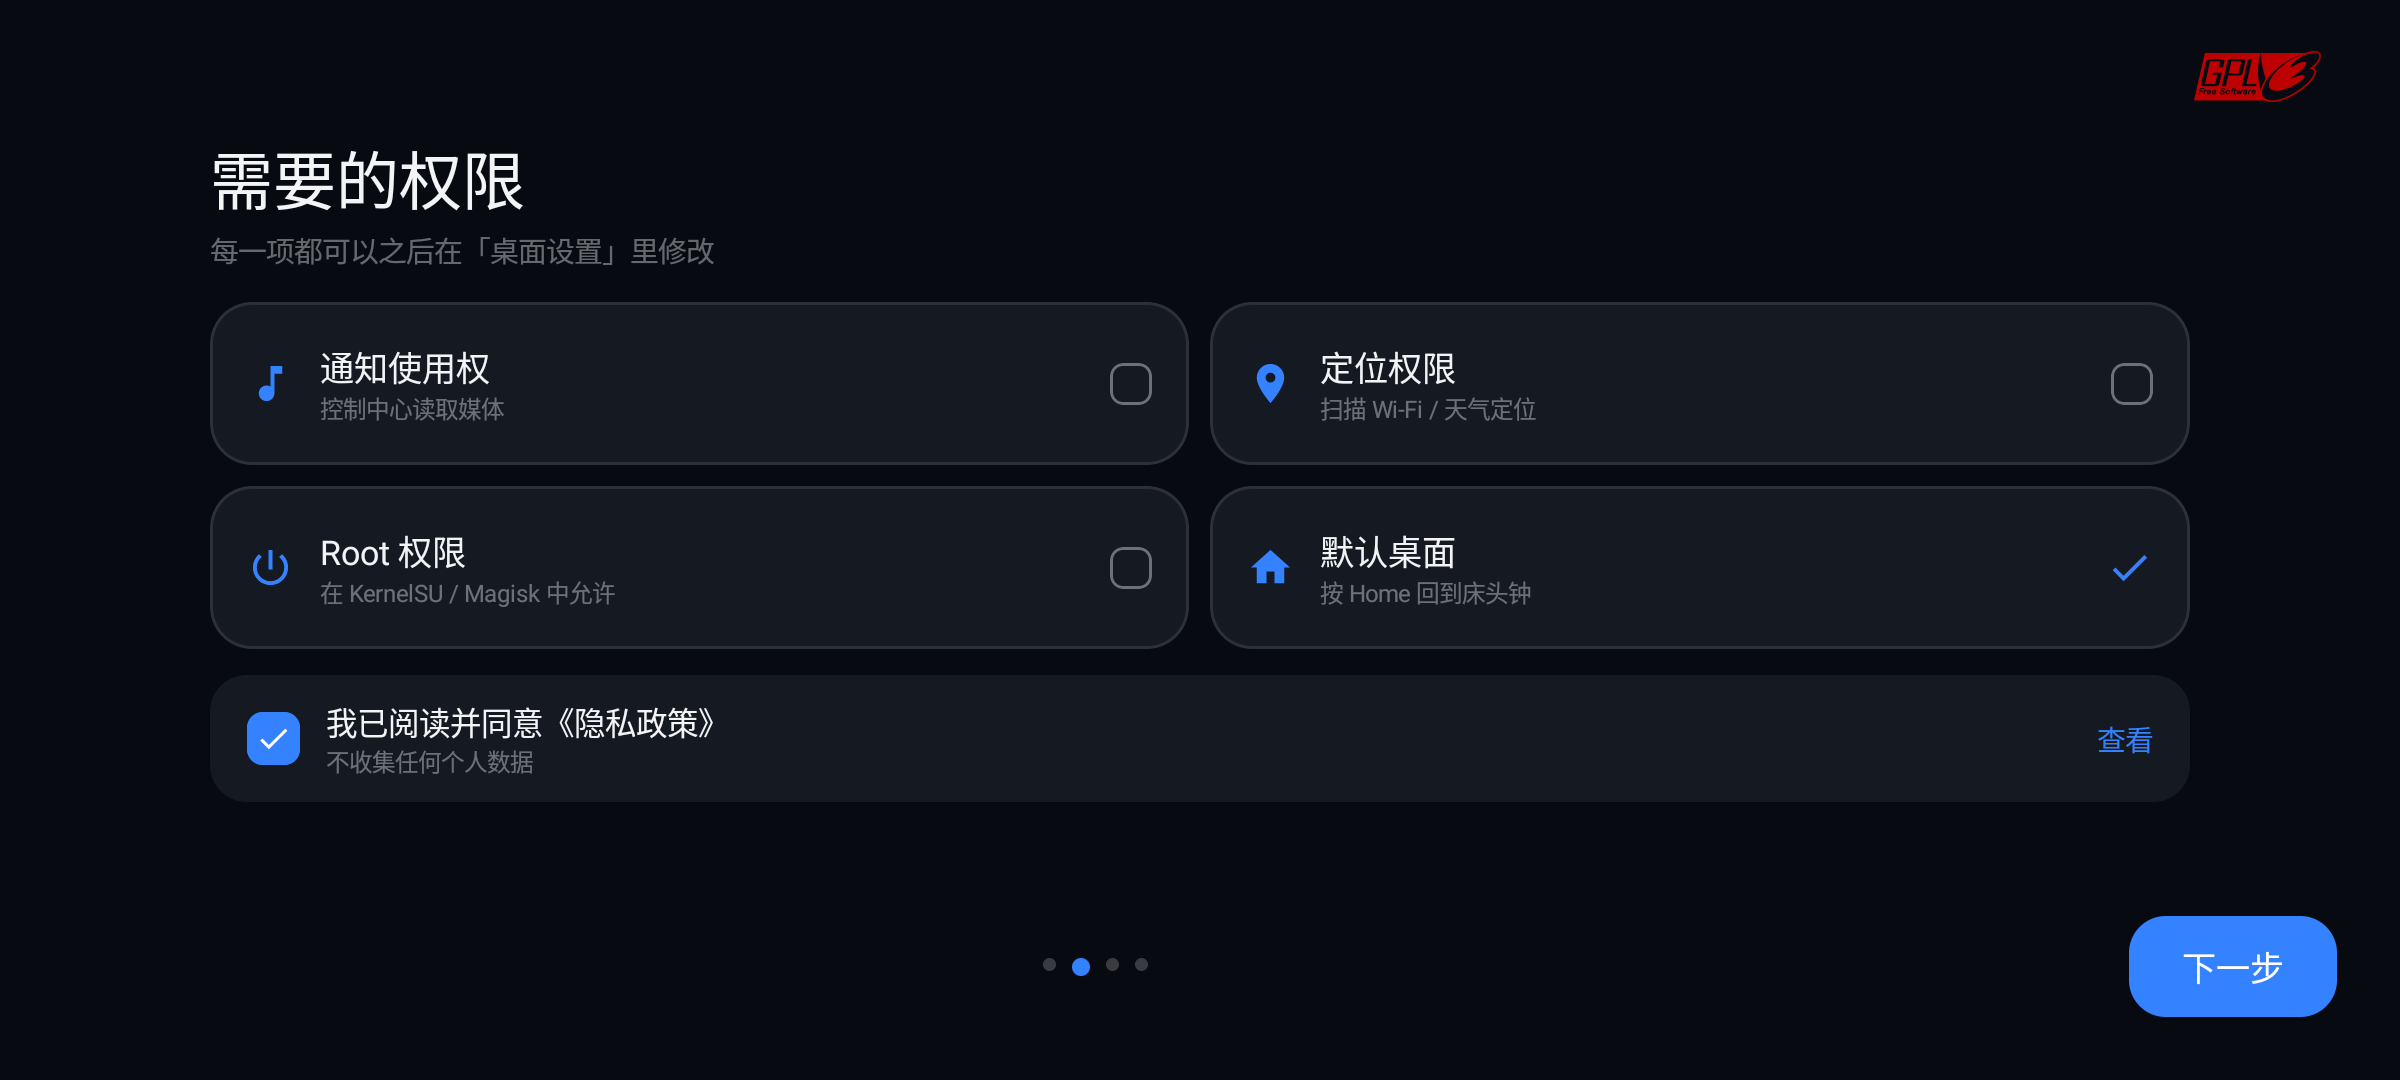 GPL
Free Software
需要的权限
每一项都可以之后在「桌面设置」里修改
通知使用权
控制中心读取媒体
定位权限
扫描 Wi-Fi / 天气定位
Root 权限
在 KernelSU / Magisk 中允许
默认桌面
按 Home 回到床头钟
我已阅读并同意《隐私政策》
不收集任何个人数据
查看
下一步